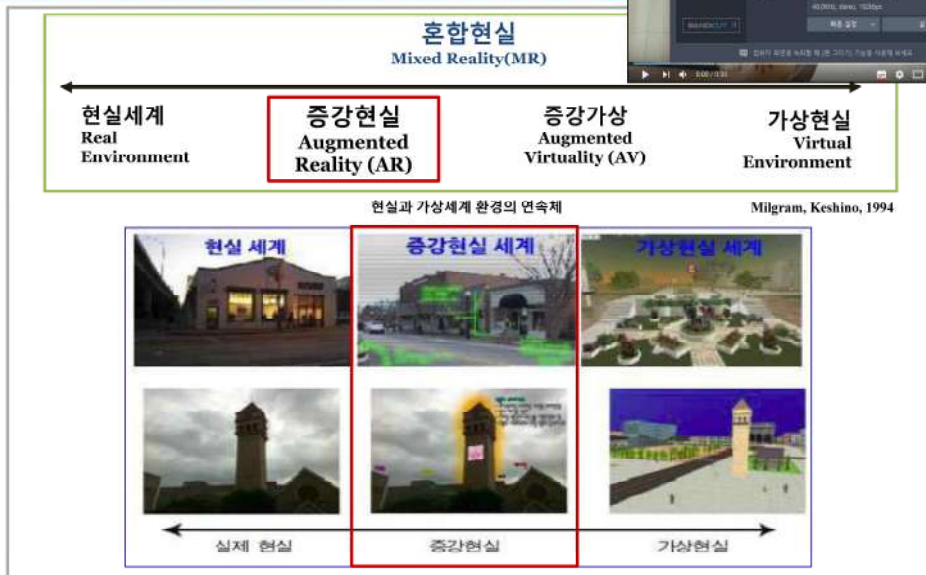 혼합현실
Mixed Reality(MR)
현실세계
Real
Environment
증강현실
Augmented
Reality (AR)
증강가상
Augmented
Virtuality (AV)
가상현실
Virtual
Environment
현실과 가상세계 환경의 연속체
Milgram, Keshino, 1994
현실 세계
증강현실 세계
가상현실 세계
실제 현실
증강현실
가상현실